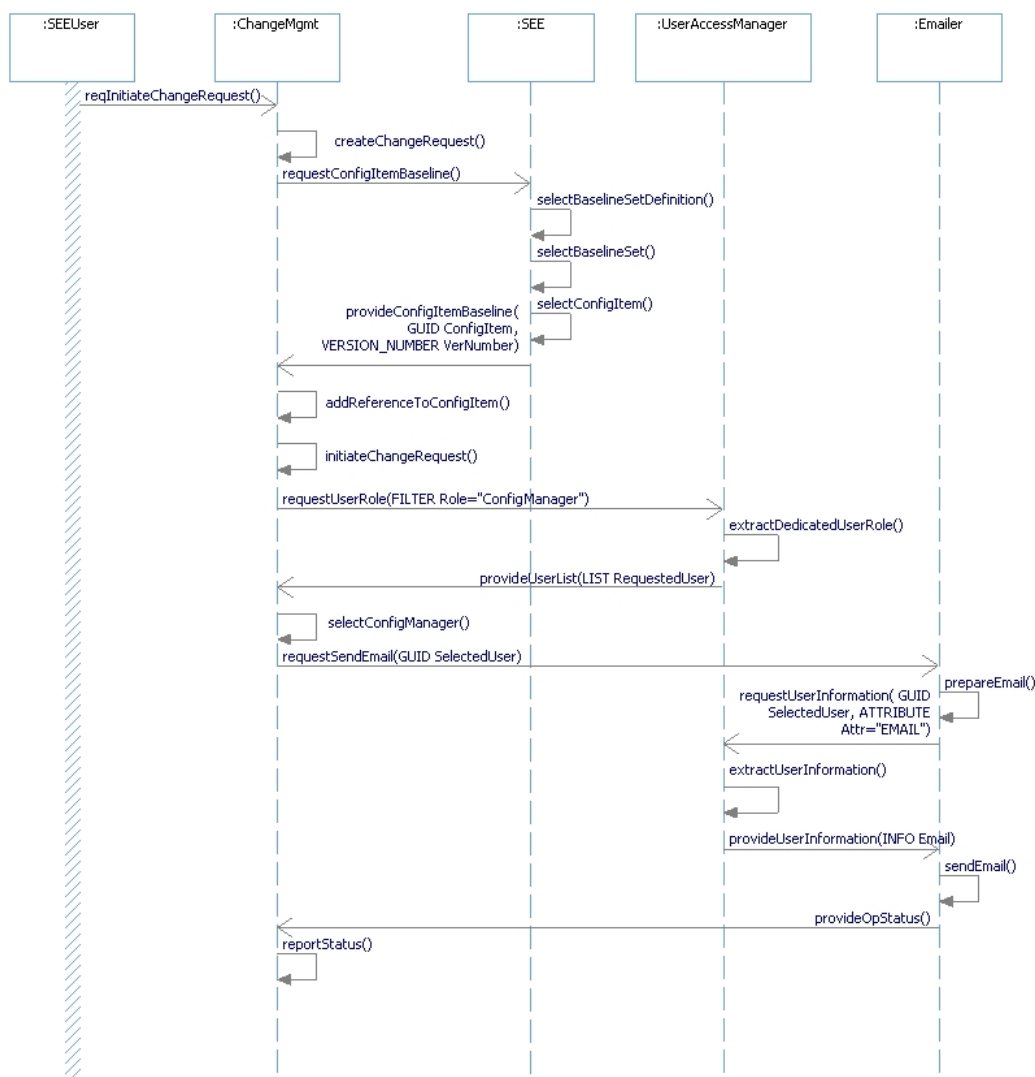 :SEEUser
:ChangeMgmt
:SEE
:UserAccessManager
:Emailer
reqInitiateChangeRequest()
createChangeRequest()
requestConfigItemBaseline()
selectBaselineSetDefinition()
selectBaselineSet()
selectConfigItem()
provideConfigItemBaseline(
GUID ConfigItem,
VERSION_NUMBER VerNumber)
addReferenceToConfigItem()
initiateChangeRequest()
requestUserRole(FILTER Role="ConfigManager")
extractDedicatedUserRole()
provideUserList(LIST RequestedUser)
selectConfigManager()
requestSendEmail(GUID SelectedUser)
prepareEmail()
requestUserInformation( GUID
SelectedUser, ATTRIBUTE
Attr="EMAIL")
extractUserInformation()
provideUserInformation(INFO Email)
sendEmail()
provideOpStatus()
reportStatus()